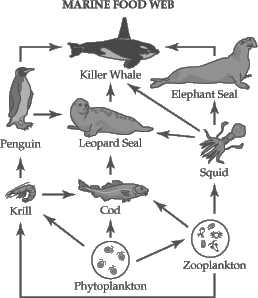 MARINE FOOD WEB
Killer Whale
Elephant Seal
Penguin
Leopard Seal
Squid
Krill
Cod
Zooplankton
Phytoplankton